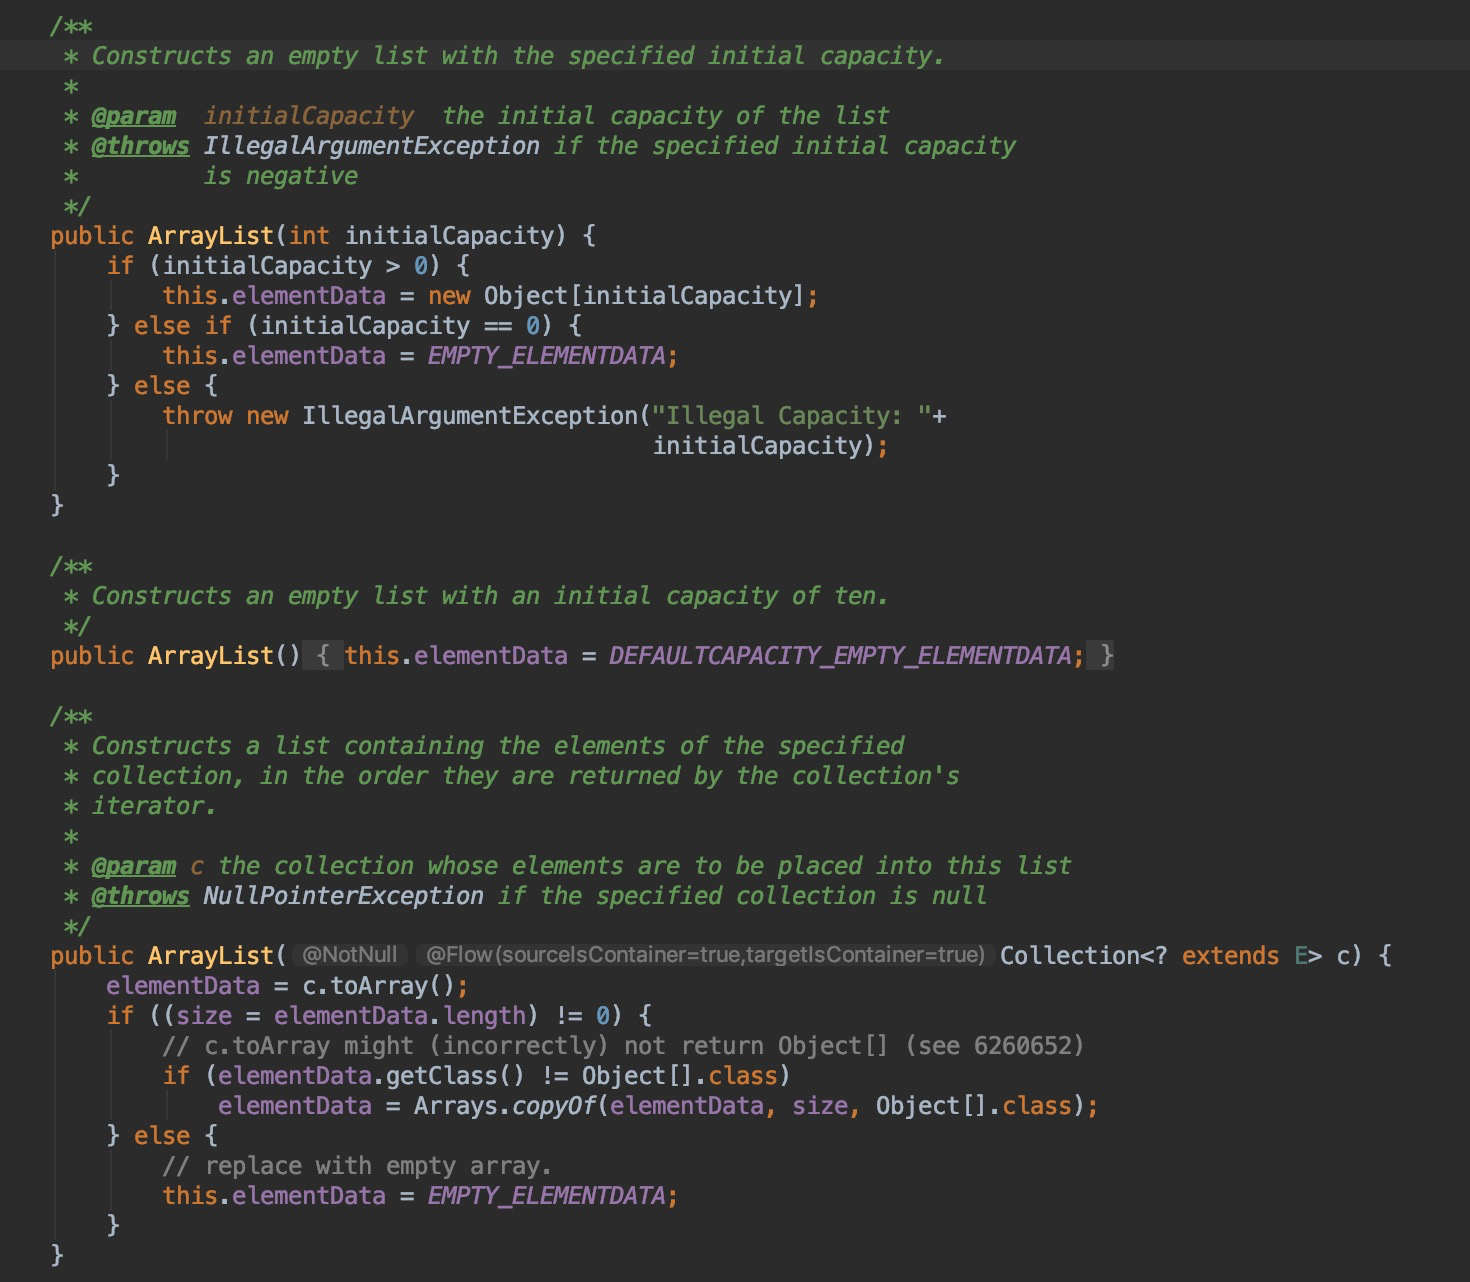 /**
 * Constructs an empty list with the specified initial capacity.
 *
 * @param  initialCapacity  the initial capacity of the list
 * @throws IllegalArgumentException if the specified initial capacity
 *         is negative
 */
public ArrayList(int initialCapacity) {
    if (initialCapacity > 0) {
        this.elementData = new Object[initialCapacity];
    } else if (initialCapacity == 0) {
        this.elementData = EMPTY_ELEMENTDATA;
    } else {
        throw new IllegalArgumentException("Illegal Capacity: "+
                                           initialCapacity);
    }
}

/**
 * Constructs an empty list with an initial capacity of ten.
 */
public ArrayList() { this.elementData = DEFAULTCAPACITY_EMPTY_ELEMENTDATA; }

/**
 * Constructs a list containing the elements of the specified
 * collection, in the order they are returned by the collection's
 * iterator.
 *
 * @param c the collection whose elements are to be placed into this list
 * @throws NullPointerException if the specified collection is null
 */
public ArrayList( @NotNull @Flow(sourceIsContainer=true,targetIsContainer=true) Collection<? extends E> c) {
    elementData = c.toArray();
    if ((size = elementData.length) != 0) {
        // c.toArray might (incorrectly) not return Object[] (see 6260652)
        if (elementData.getClass() != Object[].class)
            elementData = Arrays.copyOf(elementData, size, Object[].class);
    } else {
        // replace with empty array.
        this.elementData = EMPTY_ELEMENTDATA;
    }
}